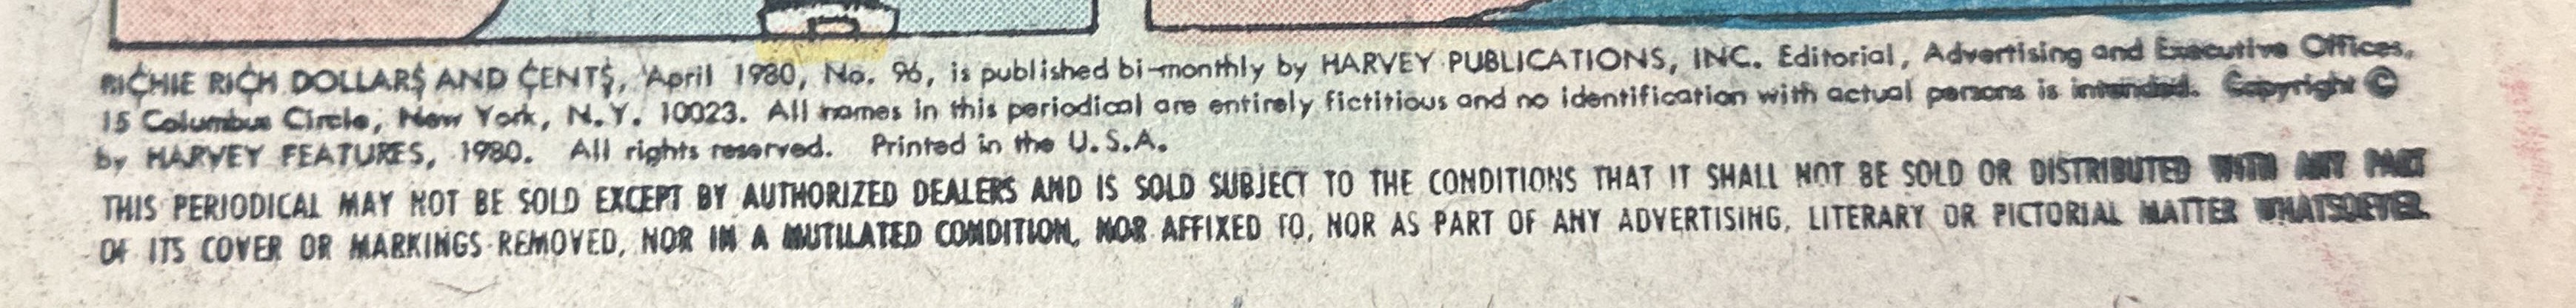 RI₵HIE RI₵H DOLLAR$ AND ₵ENT$, April 1980, No. 96, is published bi-monthly by HARVEY PUBLICATIONS, INC. Editorial, Advertising and Executive Offices,
15 Columbus Circle, New York, N.Y. 10023. All names in this periodical are entirely fictitious and no identification with actual persons is intended. Copyright ©
by HARVEY FEATURES, 1980. All rights reserved. Printed in the U.S.A.
THIS PERIODICAL MAY NOT BE SOLD EXCEPT BY AUTHORIZED DEALERS AND IS SOLD SUBJECT TO THE CONDITIONS THAT IT SHALL NOT BE SOLD OR DISTRIBUTED WITH ANY PART
OF ITS COVER OR MARKINGS REMOVED, NOR IN A MUTILATED CONDITION, NOR AFFIXED TO, NOR AS PART OF ANY ADVERTISING, LITERARY OR PICTORIAL MATTER WHATSOEVER.